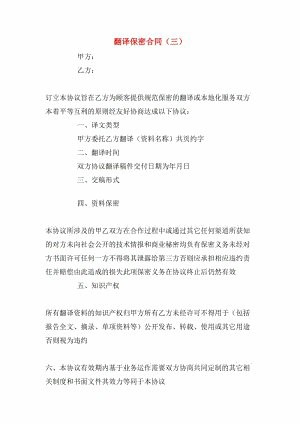 翻译保密合同（三）
甲方：
乙方：
订立本协议旨在乙方为顾客提供规范保密的翻译或本地化服务双方
本着平等互利的原则经友好协商达成以下协议：
一、译文类型
甲方委托乙方翻译（资料名称）共页约字
二、翻译时间
双方协议翻译稿件交付日期为年月日
三、交稿形式
四、资料保密
本协议所涉及的甲乙双方在合作过程中或通过其它任何渠道所获知
的对方未向社会公开的技术情报和商业秘密均负有保密义务未经对
方书面许可任何一方不得将其泄露给第三方否则应承担相应违约责
任并赔偿由此造成的损失此项保密义务在协议终止后仍然有效
五、知识产权
所有翻译资料的知识产权归甲方所有乙方未经许可不得用于（包括
报告全文、摘录、单项资料等）公开发布、转载、使用或其它用途
否则视为违约
六、本协议有效期内基于业务运作需要双方协商共同定制的其它相
关制度和书面文件其效力等同于本协议